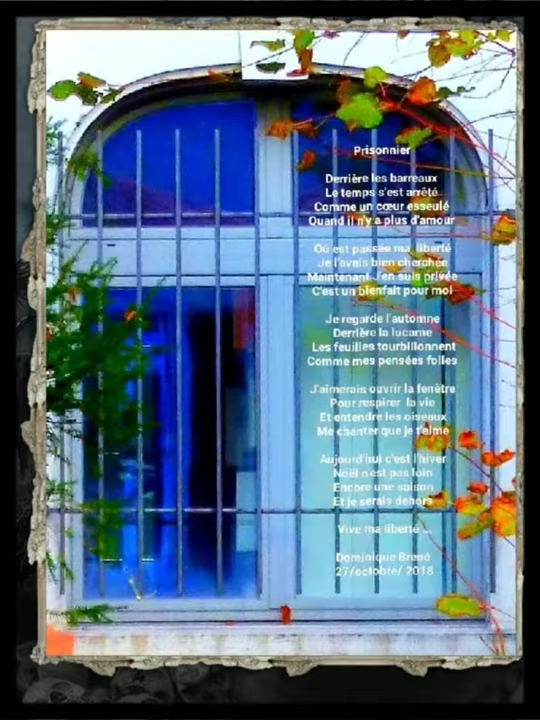 Prisonnier
Derrière les barreaux
Le temps s'est arrêté
Comme un cœur esseulé
Quand il n'y a plus d'amour
Où est passée ma liberté
Je l'avais bien cherchée
Maintenant J'en suis privée
C'est un bienfait pour moi
Je regarde l'automne
Derrière la lucarne
Les feuilles tourbillonnent
Comme mes pensées folles
J'aimerais ouvrir la fenêtre
Pour respirer la vie
Et entendre les oiseaux
Me chanter que je t'aime
Aujourd'hui c'est l'hiver
Noël n'est pas loin
Encore une saison
Et je serais dehors
Vive ma liberté ...
Dominique Brené
27/octobre/ 2018